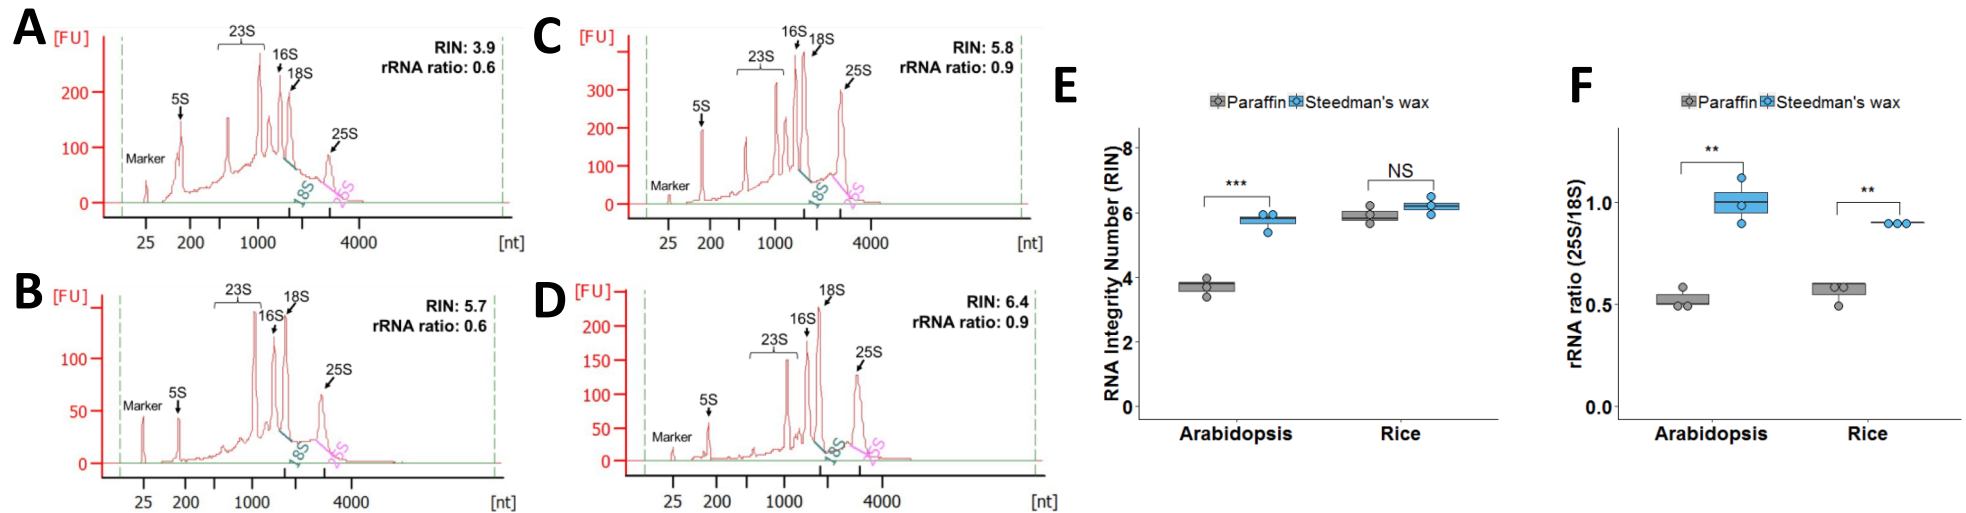 A
[FU]
23S
16S
18S
5S
Marker
25S
RIN: 3.9
rRNA ratio: 0.6
200
100
0
18S
25S
25
200
1000
4000
[nt]
B
[FU]
23S
16S
18S
5S
Marker
25S
RIN: 5.7
rRNA ratio: 0.6
100
50
0
18S
25S
25
200
1000
4000
[nt]
C
[FU]
23S
16S
18S
5S
Marker
25S
RIN: 5.8
rRNA ratio: 0.9
300
200
100
0
18S
25S
25
200
1000
4000
[nt]
D
[FU]
23S
16S
18S
5S
Marker
25S
RIN: 6.4
rRNA ratio: 0.9
200
150
100
50
0
18S
25S
25
200
1000
4000
[nt]
E
Paraffin Steedman's wax
RNA Integrity Number (RIN)
8
6
4
2
0
***
NS
Arabidopsis
Rice
F
Paraffin Steedman's wax
rRNA ratio (25S/18S)
1.0
0.5
0.0
**
**
Arabidopsis
Rice